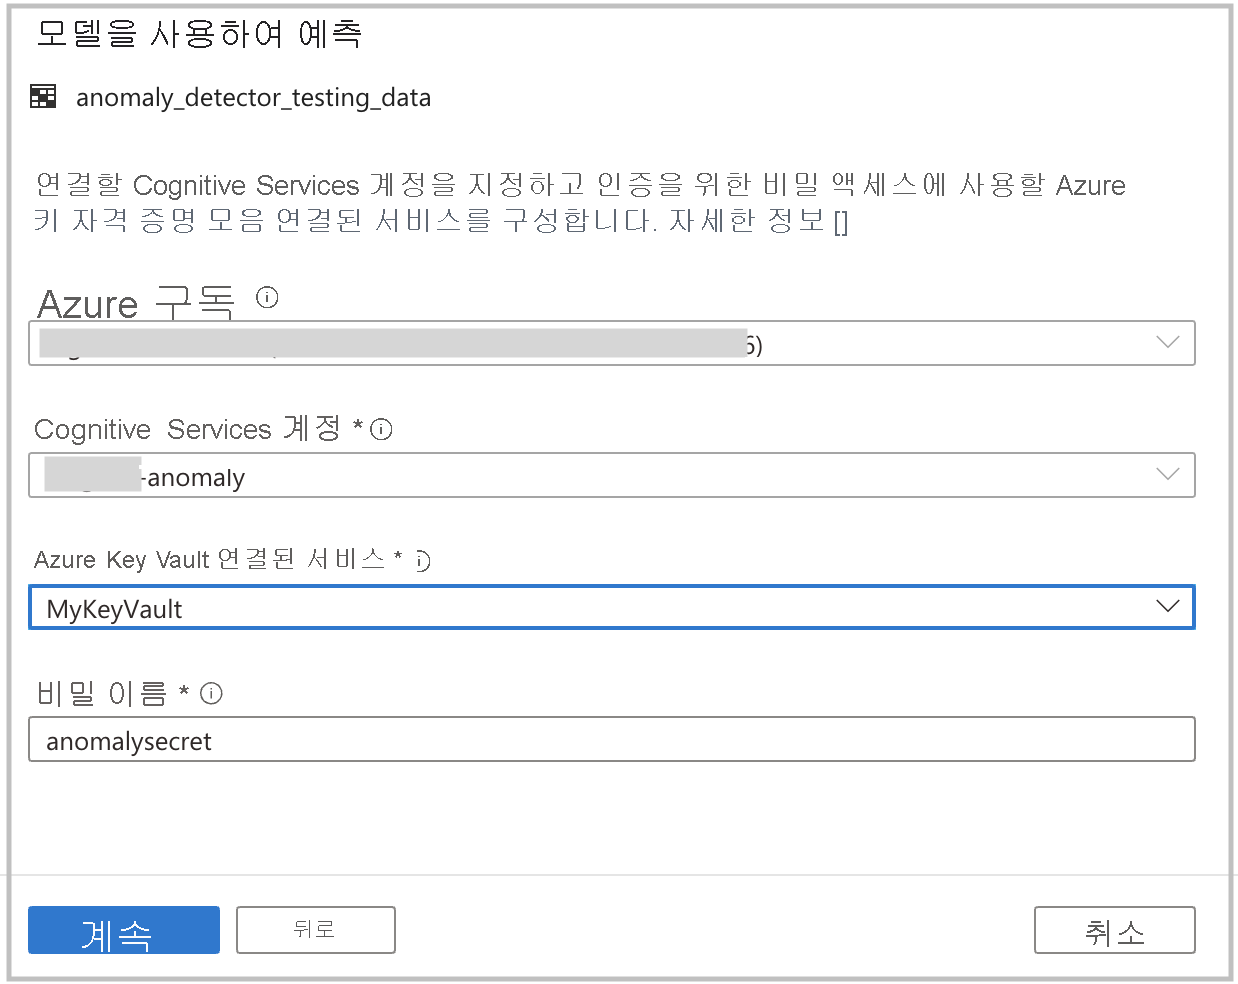 모델을 사용하여 예측
anomaly_detector_testing_data
연결할 Cognitive Services 계정을 지정하고 인증을 위한 비밀 액세스에 사용할 Azure
키 자격 증명 모음 연결된 서비스를 구성합니다. 자세한 정보 []
Azure 구독
6)
Cognitive Services 계정 *
-anomaly
Azure Key Vault 연결된 서비스 *
MyKeyVault
비밀 이름 *
anomalysecret
계속
뒤로
취소